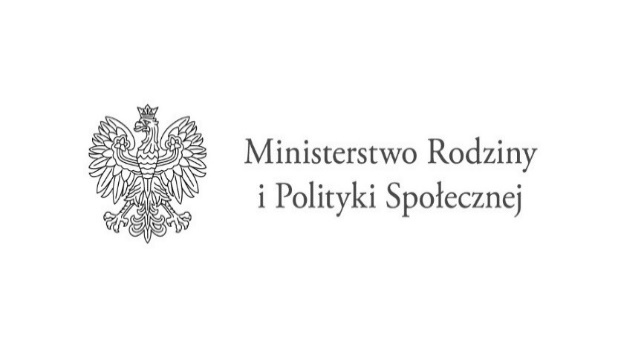 Ministerstwo Rodziny
i Polityki Społecznej